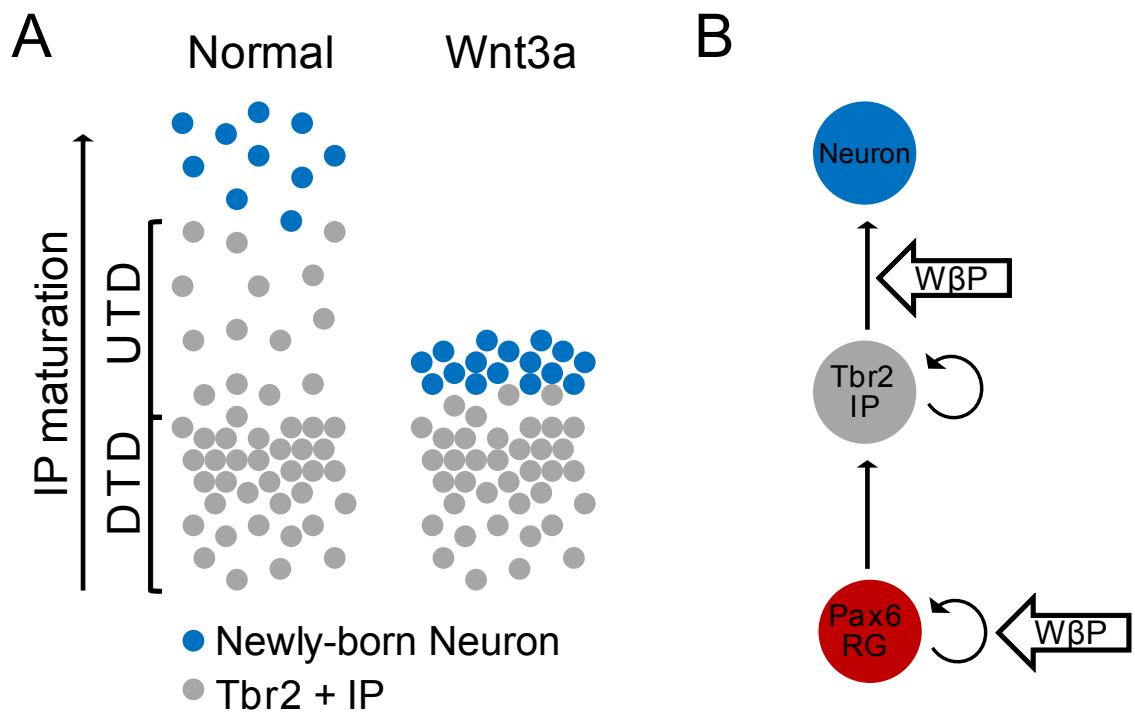 A
Normal
Wnt3a
IP maturation
UTD
DTD
Newly-born Neuron
Tbr2 + IP
B
Neuron
WβP
Tbr2
IP
Pax6
RG
WβP